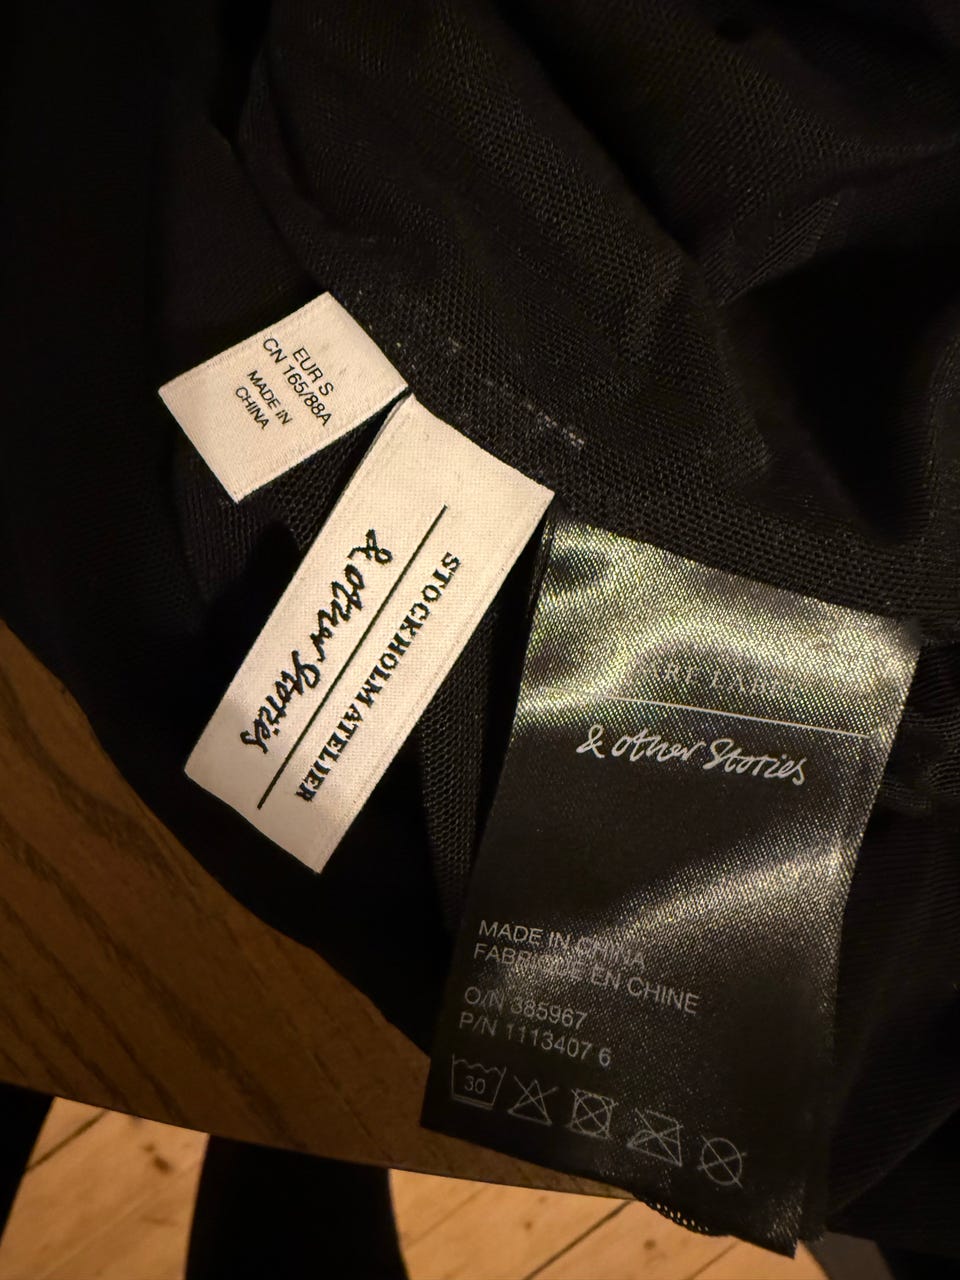 EUR S
CN 165/88A
MADE IN
CHINA
STOCKHOLM ATELIER
& other Stories
& other Stories
MADE IN CHINA
FABRIQUÉ EN CHINE
O/N 385967
P/N 1113407 6
30